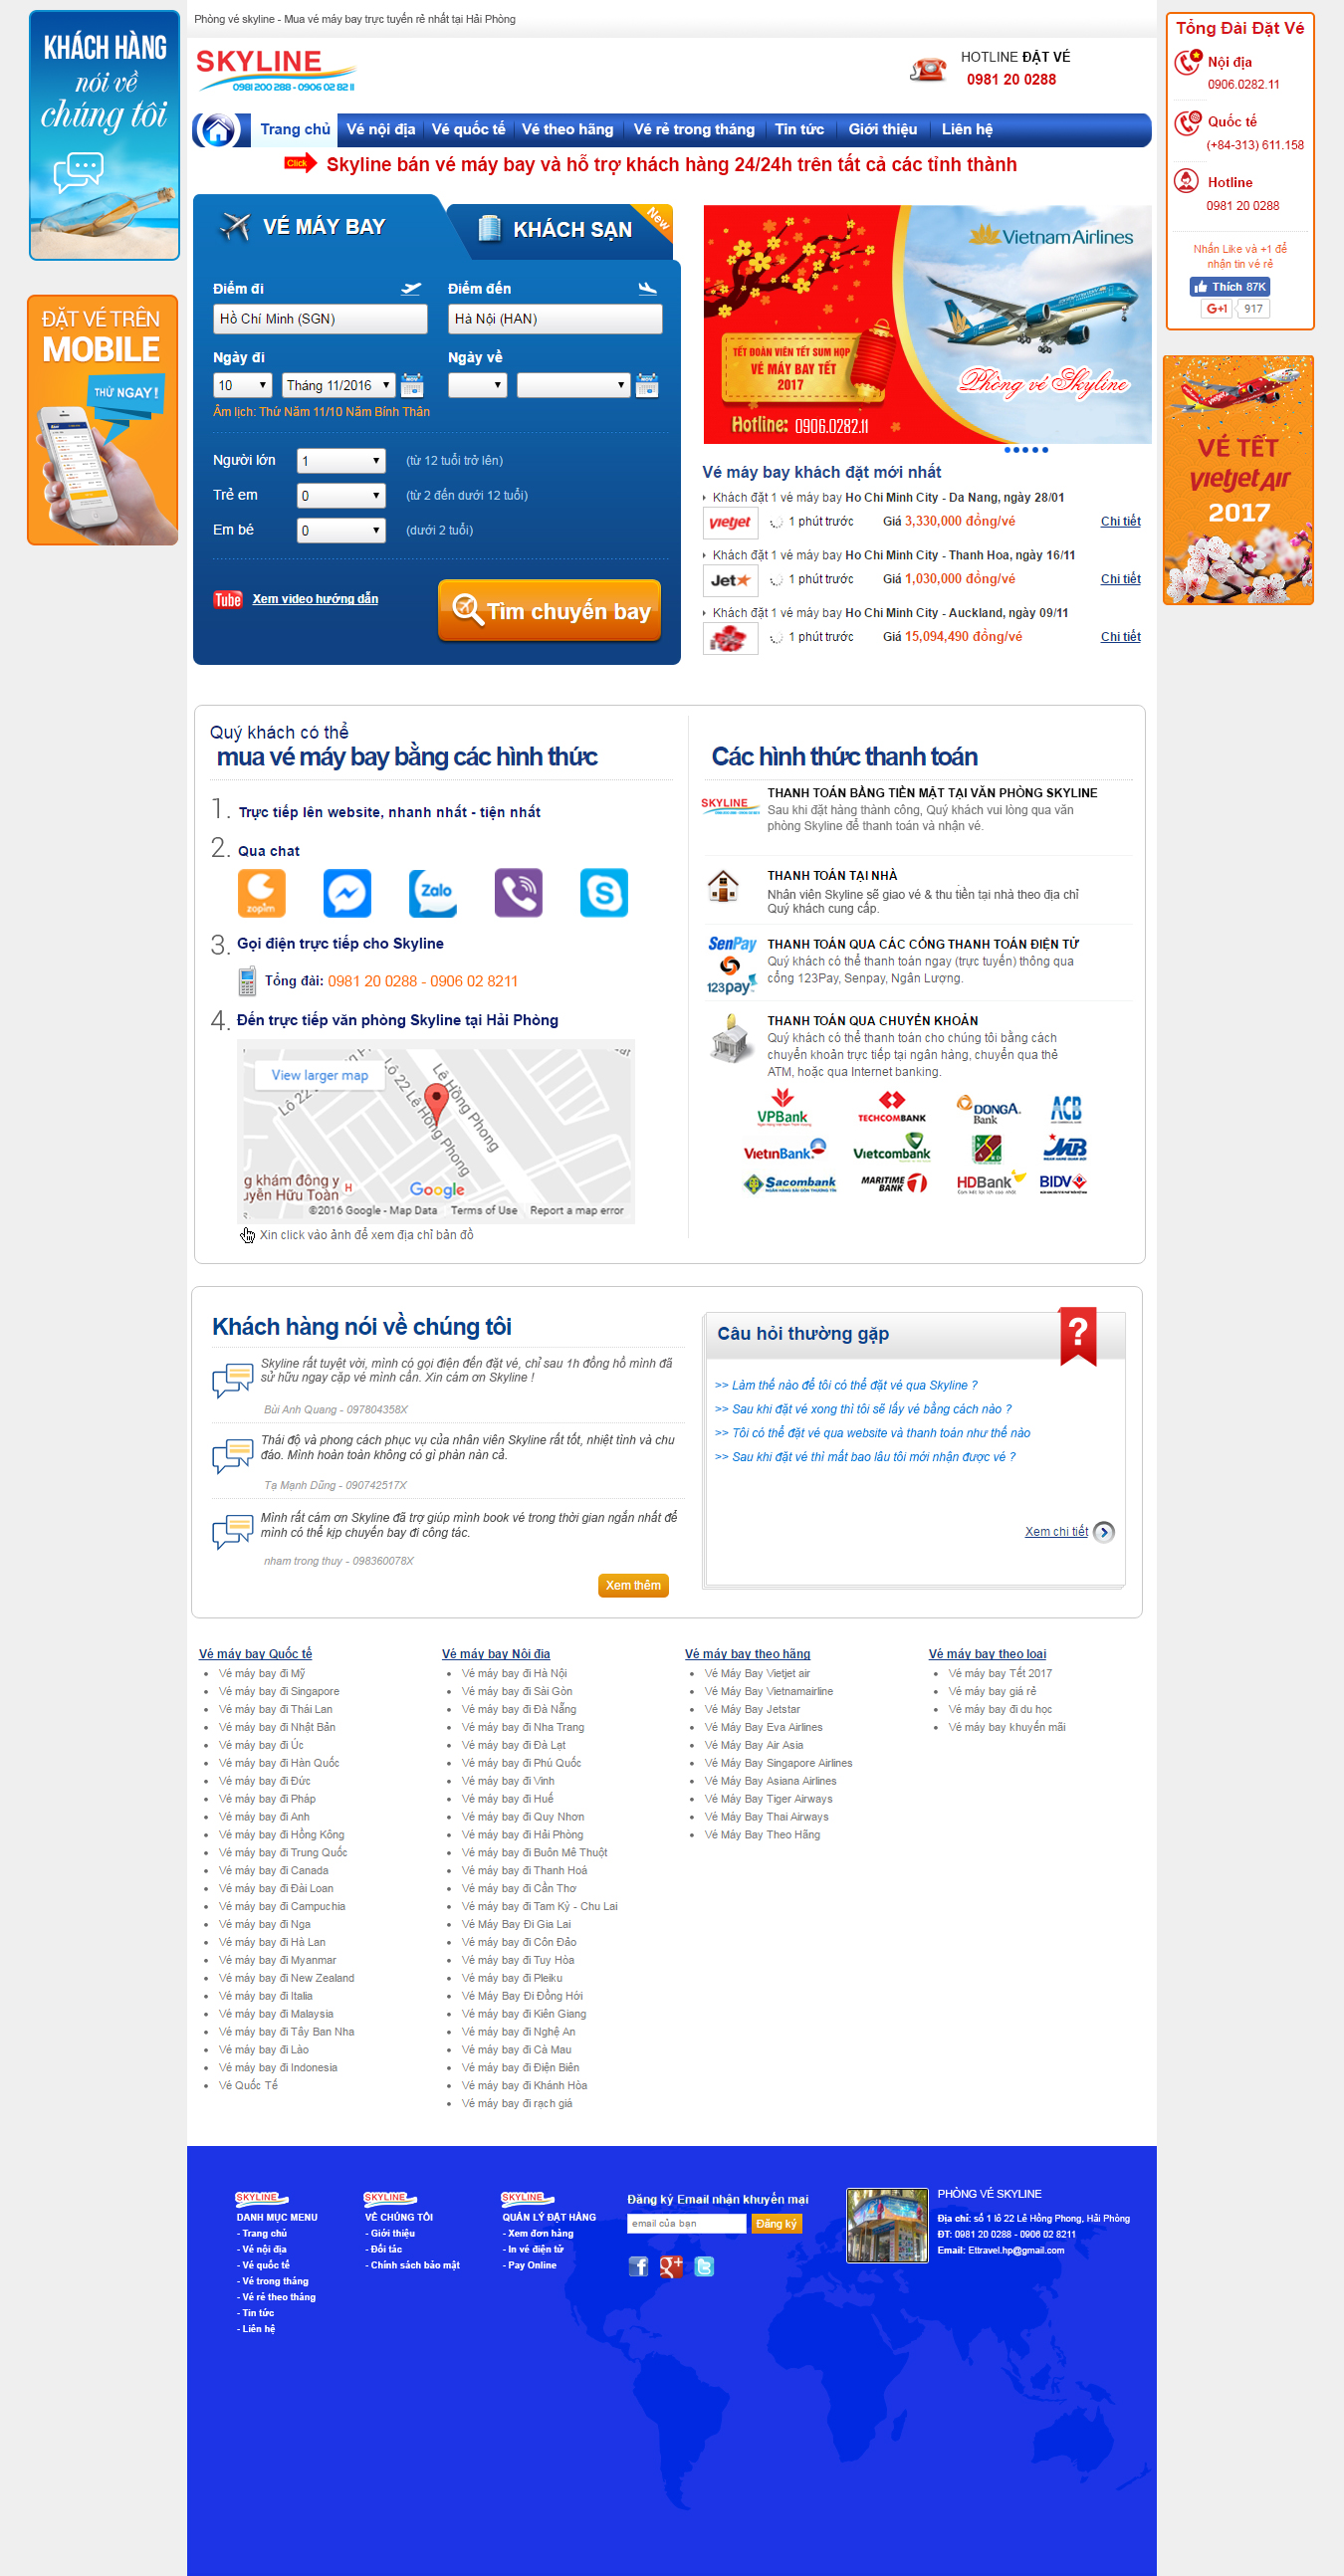 Phòng vé skyline - Mua vé máy bay trực tuyến rẻ nhất tại Hải Phòng
KHÁCH HÀNG
nói về
chúng tôi
ĐẶT VÉ TRÊN
MOBILE
THỬ NGAY !
SKYLINE
0981 200 288 - 0906 02 82 11
HOTLINE ĐẶT VÉ
0981 20 0288
Trang chủ
Vé nội địa
Vé quốc tế
Vé theo hãng
Vé rẻ trong tháng
Tin tức
Giới thiệu
Liên hệ
Click
Skyline bán vé máy bay và hỗ trợ khách hàng 24/24h trên tất cả các tỉnh thành
Tổng Đài Đặt Vé
Nội địa
0906.0282.11
Quốc tế
(+84-313) 611.158
Hotline
0981 20 0288
Nhấn Like và +1 để
nhận tin vé rẻ
Thích 87K
G+1 917
VÉ TẾT
vietjet Air
2017
VÉ MÁY BAY
KHÁCH SẠN
New
Điểm đi
Điểm đến
Hồ Chí Minh (SGN)
Hà Nội (HAN)
Ngày đi
Ngày về
10
Tháng 11/2016
Âm lịch: Thứ Năm 11/10 Năm Bính Thân
Người lớn
1
(từ 12 tuổi trở lên)
Trẻ em
0
(từ 2 đến dưới 12 tuổi)
Em bé
0
(dưới 2 tuổi)
Tube
Xem video hướng dẫn
Tìm chuyến bay
Vietnam Airlines
TẾT ĐOÀN VIÊN TẾT SUM HỌP
VÉ MÁY BAY TẾT
2017
Hotline: 0906.0282.11
Phòng vé Skyline
Vé máy bay khách đặt mới nhất
Khách đặt 1 vé máy bay Ho Chi Minh City - Da Nang, ngày 28/01
vietjet
1 phút trước
Giá 3,330,000 đồng/vé
Chi tiết
Khách đặt 1 vé máy bay Ho Chi Minh City - Thanh Hoa, ngày 16/11
Jet
1 phút trước
Giá 1,030,000 đồng/vé
Chi tiết
Khách đặt 1 vé máy bay Ho Chi Minh City - Auckland, ngày 09/11
1 phút trước
Giá 15,094,490 đồng/vé
Chi tiết
Quý khách có thể
mua vé máy bay bằng các hình thức
1. Trực tiếp lên website, nhanh nhất - tiện nhất
2. Qua chat
zopim
Zalo
3. Gọi điện trực tiếp cho Skyline
Tổng đài: 0981 20 0288 - 0906 02 8211
4. Đến trực tiếp văn phòng Skyline tại Hải Phòng
View larger map
Lô 22
Lô 22 Lê Hồng Phong
Lê Hồng Phong
g khám đông y
uyễn Hữu Toàn
H
Google
©2016 Google - Map Data
Terms of Use
Report a map error
Xin click vào ảnh để xem địa chỉ bản đồ
Các hình thức thanh toán
SKYLINE
THANH TOÁN BẰNG TIỀN MẶT TẠI VĂN PHÒNG SKYLINE
Sau khi đặt hàng thành công, Quý khách vui lòng qua văn
phòng Skyline để thanh toán và nhận vé.
THANH TOÁN TẠI NHÀ
Nhân viên Skyline sẽ giao vé & thu tiền tại nhà theo địa chỉ
Quý khách cung cấp.
SenPay
123pay
THANH TOÁN QUA CÁC CỔNG THANH TOÁN ĐIỆN TỬ
Quý khách có thể thanh toán ngay (trực tuyến) thông qua
cổng 123Pay, Senpay, Ngân Lượng.
THANH TOÁN QUA CHUYỂN KHOẢN
Quý khách có thể thanh toán cho chúng tôi bằng cách
chuyển khoản trực tiếp tại ngân hàng, chuyển qua thẻ
ATM, hoặc qua Internet banking.
VPBank
TECHCOMBANK
DONGA Bank
ACB
VietinBank
Vietcombank
MB
Sacombank
MARITIME BANK
HDBank
BIDV
Khách hàng nói về chúng tôi
Skyline rất tuyệt vời, mình có gọi điện đến đặt vé, chỉ sau 1h đồng hồ mình đã
sử hữu ngay cặp vé mình cần. Xin cám ơn Skyline !
Bùi Anh Quang - 097804358X
Thái độ và phong cách phục vụ của nhân viên Skyline rất tốt, nhiệt tình và chu
đáo. Mình hoàn toàn không có gì phàn nàn cả.
Tạ Mạnh Dũng - 090742517X
Mình rất cám ơn Skyline đã trợ giúp mình book vé trong thời gian ngắn nhất để
mình có thể kịp chuyến bay đi công tác.
nham trong thuy - 098360078X
Xem thêm
Câu hỏi thường gặp
?
>> Làm thế nào để tôi có thể đặt vé qua Skyline ?
>> Sau khi đặt vé xong thì tôi sẽ lấy vé bằng cách nào ?
>> Tôi có thể đặt vé qua website và thanh toán như thế nào
>> Sau khi đặt vé thì mất bao lâu tôi mới nhận được vé ?
Xem chi tiết
Vé máy bay Quốc tế
Vé máy bay đi Mỹ
Vé máy bay đi Singapore
Vé máy bay đi Thái Lan
Vé máy bay đi Nhật Bản
Vé máy bay đi Úc
Vé máy bay đi Hàn Quốc
Vé máy bay đi Đức
Vé máy bay đi Pháp
Vé máy bay đi Anh
Vé máy bay đi Hồng Kông
Vé máy bay đi Trung Quốc
Vé máy bay đi Canada
Vé máy bay đi Đài Loan
Vé máy bay đi Campuchia
Vé máy bay đi Nga
Vé máy bay đi Hà Lan
Vé máy bay đi Myanmar
Vé máy bay đi New Zealand
Vé máy bay đi Italia
Vé máy bay đi Malaysia
Vé máy bay đi Tây Ban Nha
Vé máy bay đi Lào
Vé máy bay đi Indonesia
Vé Quốc Tế
Vé máy bay Nội địa
Vé máy bay đi Hà Nội
Vé máy bay đi Sài Gòn
Vé máy bay đi Đà Nẵng
Vé máy bay đi Nha Trang
Vé máy bay đi Đà Lạt
Vé máy bay đi Phú Quốc
Vé máy bay đi Vinh
Vé máy bay đi Huế
Vé máy bay đi Quy Nhơn
Vé máy bay đi Hải Phòng
Vé máy bay đi Buôn Mê Thuột
Vé máy bay đi Thanh Hoá
Vé máy bay đi Cần Thơ
Vé máy bay đi Tam Kỳ - Chu Lai
Vé Máy Bay Đi Gia Lai
Vé máy bay đi Côn Đảo
Vé máy bay đi Tuy Hòa
Vé máy bay đi Pleiku
Vé Máy Bay Đi Đồng Hới
Vé máy bay đi Kiên Giang
Vé máy bay đi Nghệ An
Vé máy bay đi Cà Mau
Vé máy bay đi Điện Biên
Vé máy bay đi Khánh Hòa
Vé máy bay đi rạch giá
Vé máy bay theo hãng
Vé Máy Bay Vietjet air
Vé Máy Bay Vietnamairline
Vé Máy Bay Jetstar
Vé Máy Bay Eva Airlines
Vé Máy Bay Air Asia
Vé Máy Bay Singapore Airlines
Vé Máy Bay Asiana Airlines
Vé Máy Bay Tiger Airways
Vé Máy Bay Thai Airways
Vé Máy Bay Theo Hãng
Vé máy bay theo loại
Vé máy bay Tết 2017
Vé máy bay giá rẻ
Vé máy bay đi du học
Vé máy bay khuyến mãi
SKYLINE
DANH MỤC MENU
- Trang chủ
- Vé nội địa
- Vé quốc tế
- Vé trong tháng
- Vé rẻ theo tháng
- Tin tức
- Liên hệ
SKYLINE
VỀ CHÚNG TÔI
- Giới thiệu
- Đối tác
- Chính sách bảo mật
SKYLINE
QUẢN LÝ ĐẶT HÀNG
- Xem đơn hàng
- In vé điện tử
- Pay Online
Đăng ký Email nhận khuyến mại
email của bạn
Đăng ký
PHÒNG VÉ SKYLINE
Địa chỉ: số 1 lô 22 Lê Hồng Phong, Hải Phòng
ĐT: 0981 20 0288 - 0906 02 8211
Email: Ettravel.hp@gmail.com